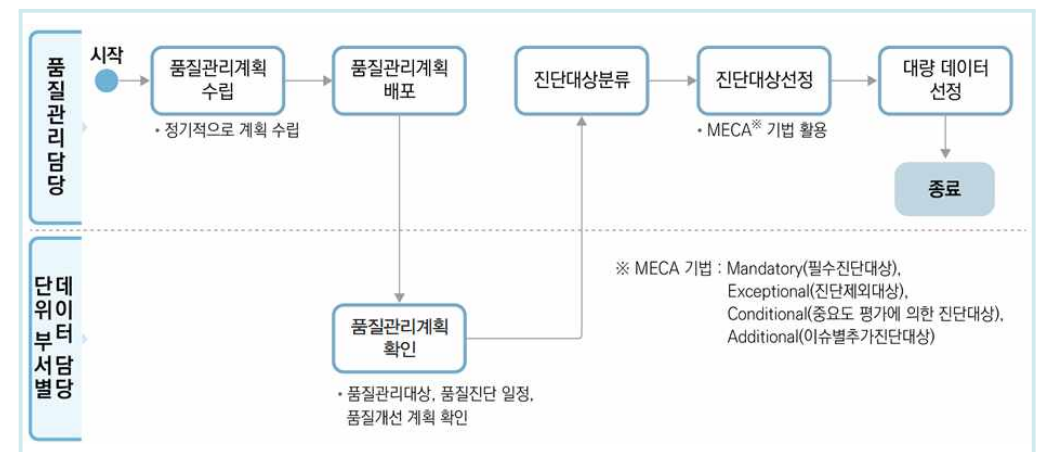 품질관리담당
시작
품질관리계획
수립
• 정기적으로 계획 수립
품질관리계획
배포
진단대상분류
진단대상선정
• MECA※ 기법 활용
대량 데이터
선정
종료
단위부서별
데이터 담당
품질관리계획
확인
• 품질관리대상, 품질진단 일정,
품질개선 계획 확인
※ MECA 기법 : Mandatory(필수진단대상),
Exceptional(진단제외대상),
Conditional(중요도 평가에 의한 진단대상),
Additional(이슈별추가진단대상)